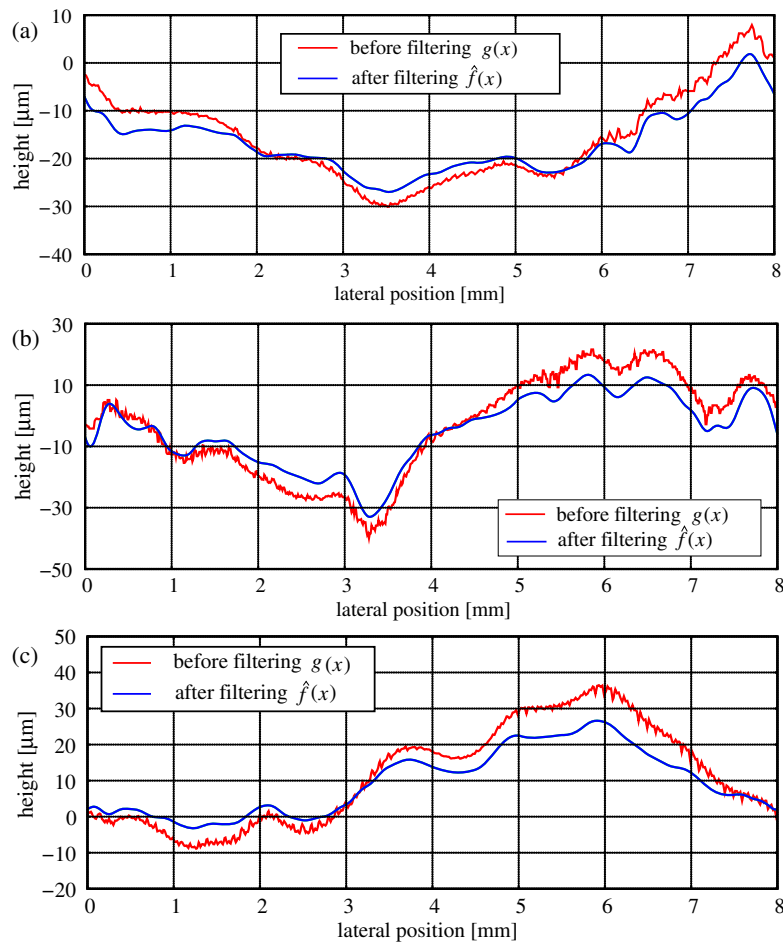 (a)
before filtering g(x)
after filtering f̂(x)
height [μm]
0
−10
−20
−30
−40
0 1 2 3 4 5 6 7 8
lateral position [mm]
(b)
30
10
−10
−30
−50
height [μm]
before filtering g(x)
after filtering f̂(x)
0 1 2 3 4 5 6 7 8
lateral position [mm]
(c)
50
40
30
20
10
0
−10
−20
height [μm]
before filtering g(x)
after filtering f̂(x)
0 1 2 3 4 5 6 7 8
lateral position [mm]